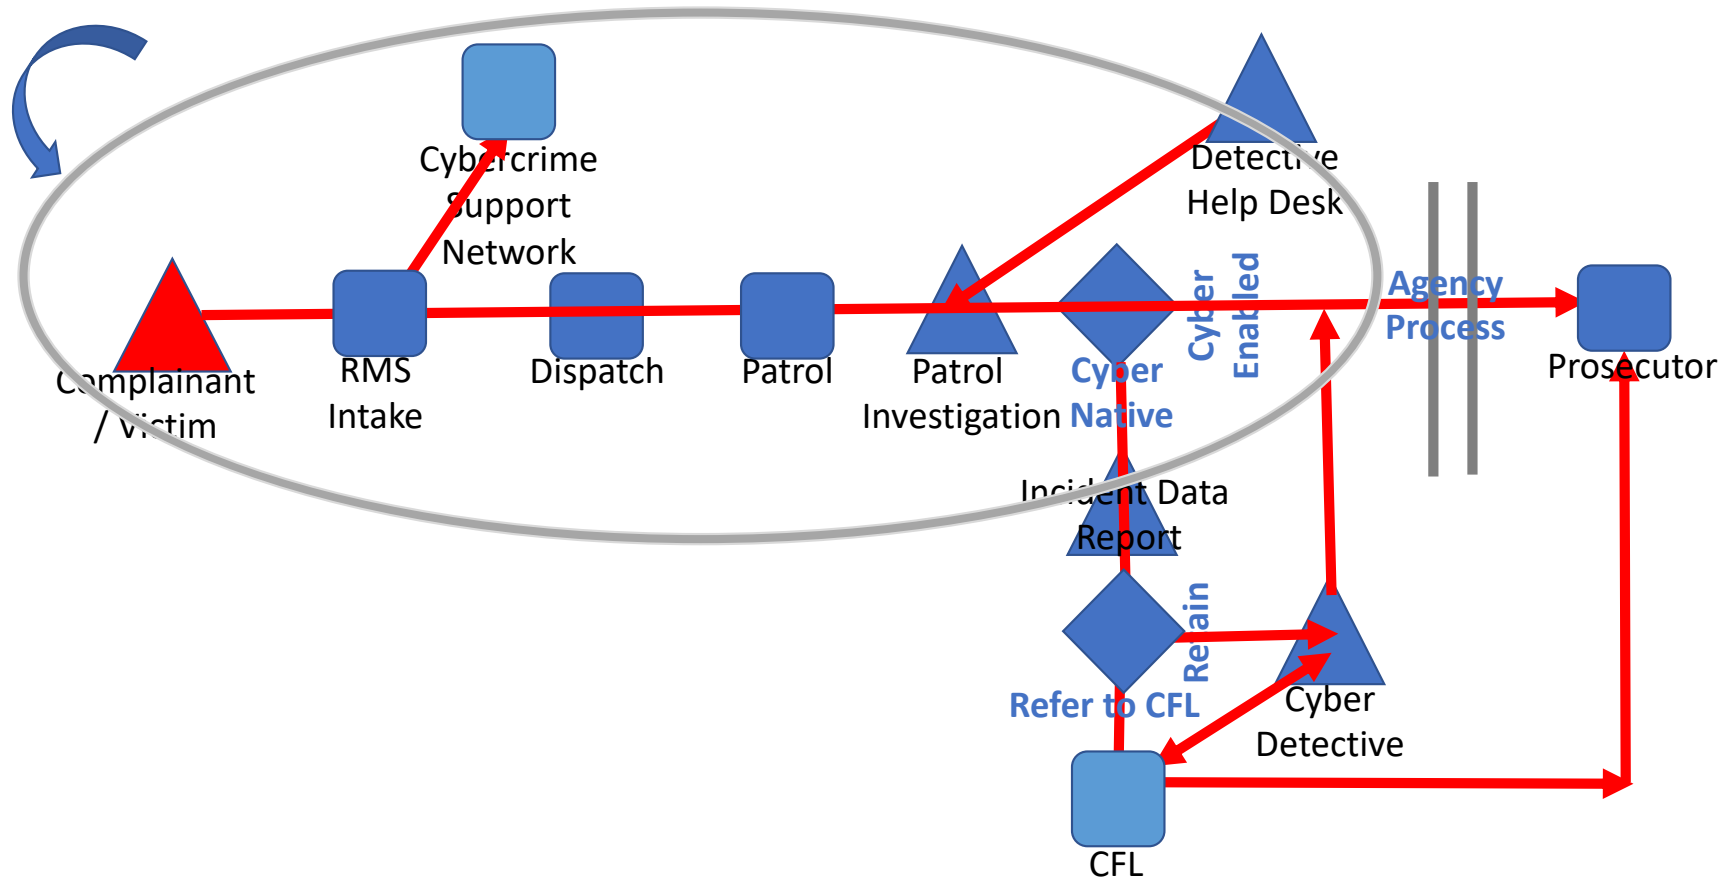 Cybercrime
Support
Network
Detective
Help Desk
Complainant
/ Victim
RMS
Intake
Dispatch
Patrol
Patrol
Investigation
Cyber
Native
Cyber
Enabled
Agency
Process
Prosecutor
Incident Data
Report
Retain
Refer to CFL
Cyber
Detective
CFL